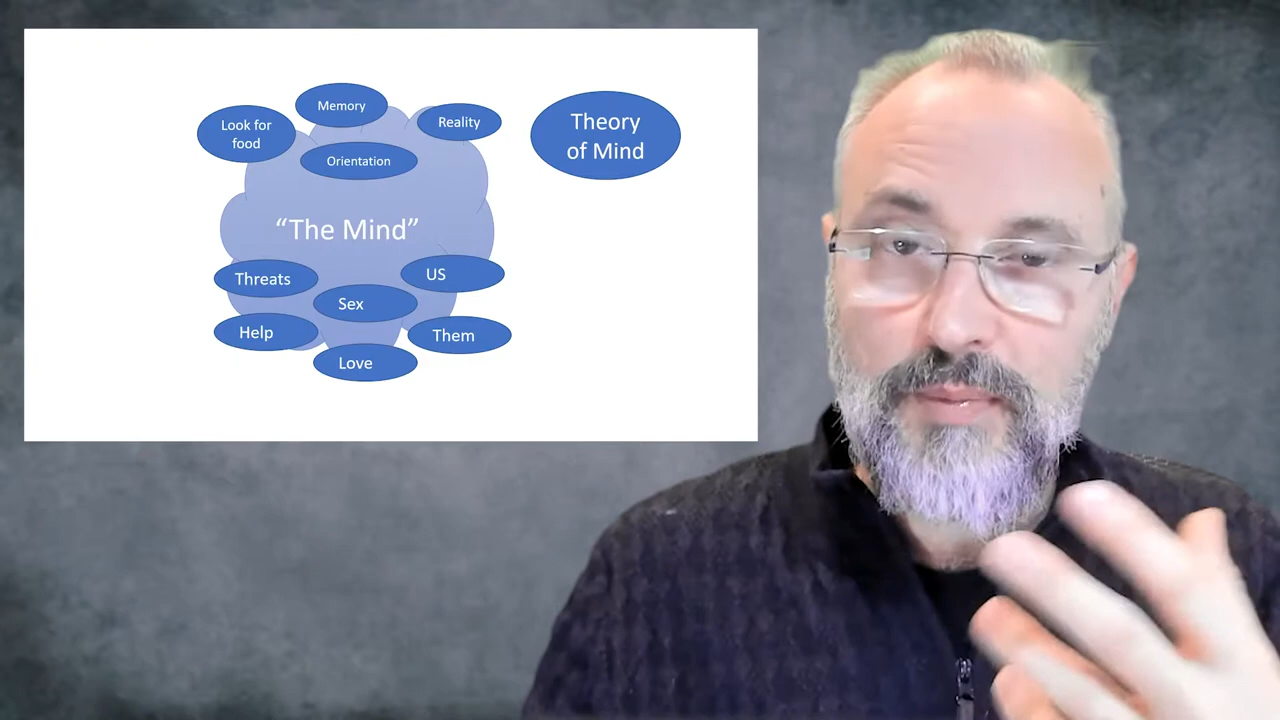 Memory
Look for
food
Reality
Orientation
Theory
of Mind
“The Mind”
Threats
US
Sex
Help
Them
Love